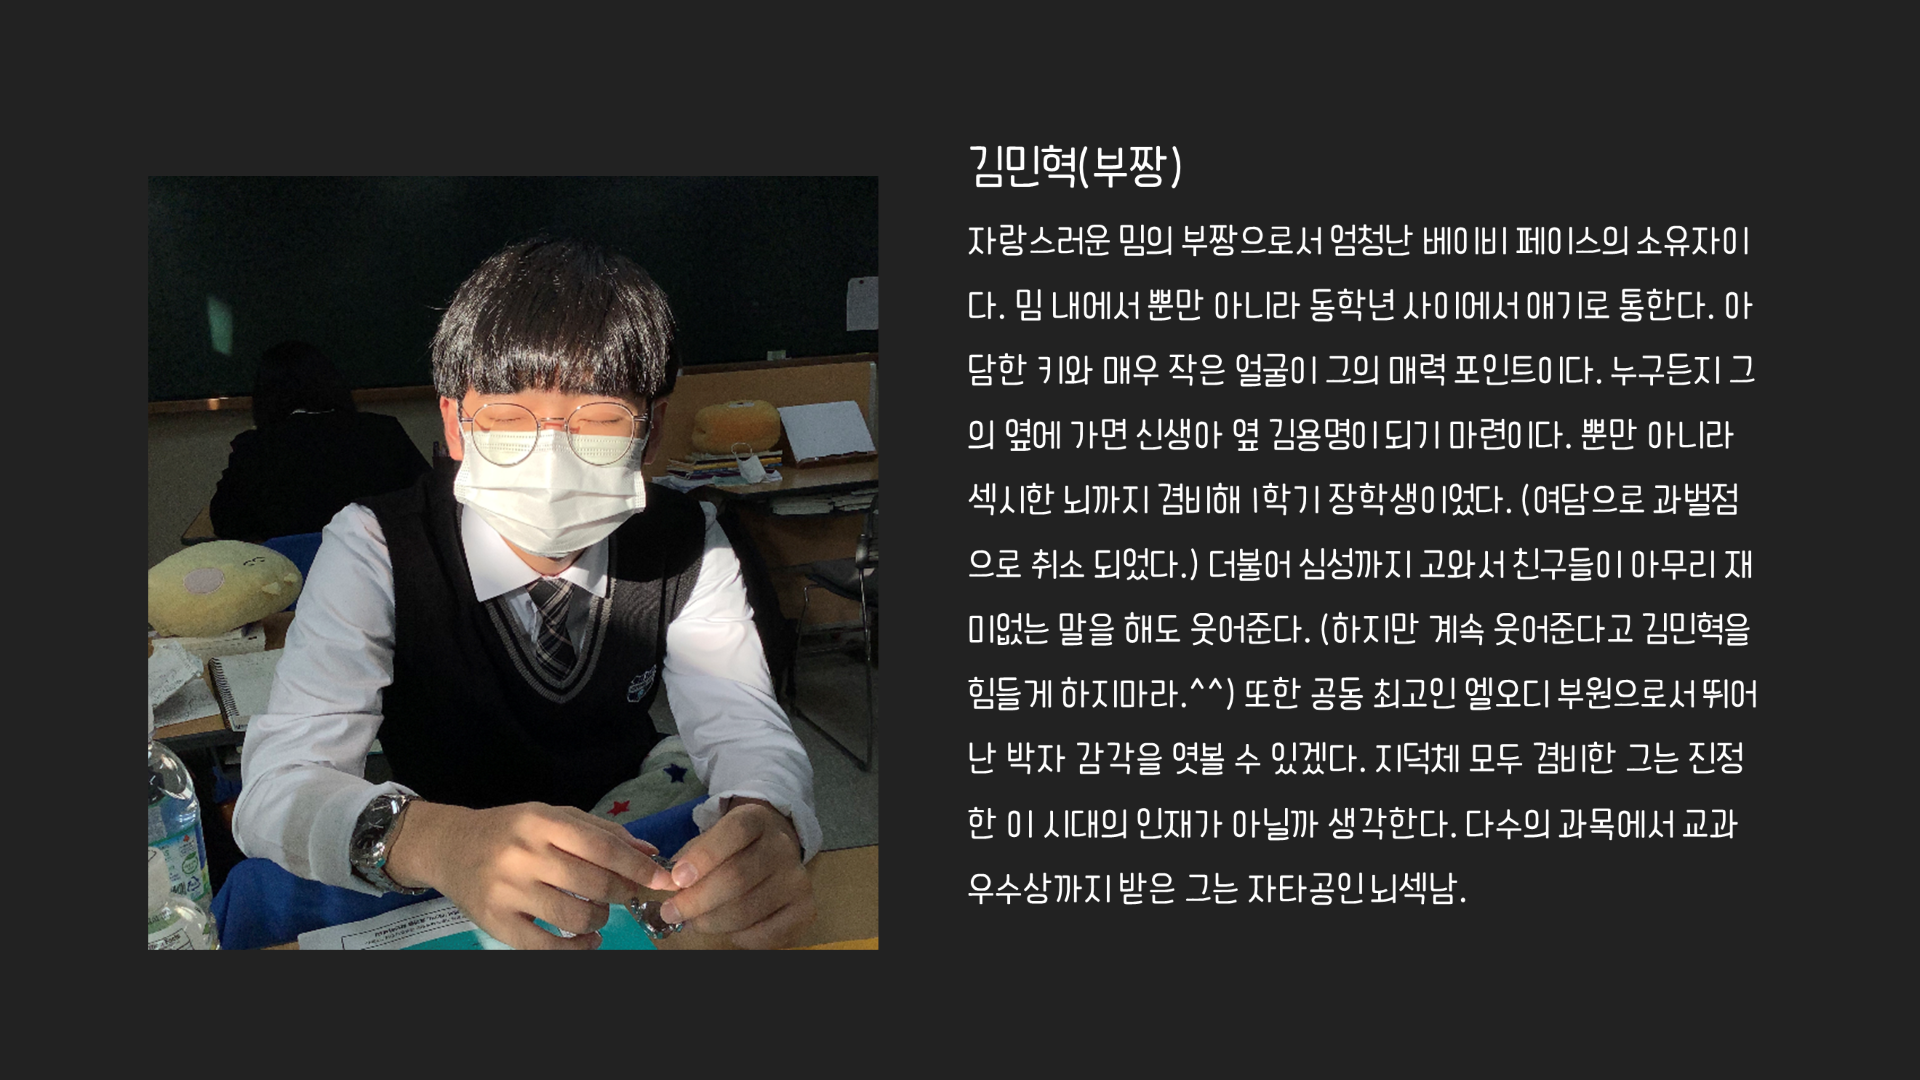 김민혁(부짱)
자랑스러운 밈의 부짱으로서 엄청난 베이비 페이스의 소유자이
다. 밈 내에서 뿐만 아니라 동학년 사이에서 애기로 통한다. 아
담한 키와 매우 작은 얼굴이 그의 매력 포인트이다. 누구든지 그
의 옆에 가면 신생아 옆 김용명이 되기 마련이다. 뿐만 아니라
섹시한 뇌까지 겸비해 1학기 장학생이었다. (여담으로 과벌점
으로 취소 되었다.) 더불어 심성까지 고와서 친구들이 아무리 재
미없는 말을 해도 웃어준다. (하지만 계속 웃어준다고 김민혁을
힘들게 하지마라.^^) 또한 공동 최고인 엘오디 부원으로서 뛰어
난 박자 감각을 엿볼 수 있겠다. 지덕체 모두 겸비한 그는 진정
한 이 시대의 인재가 아닐까 생각한다. 다수의 과목에서 교과
우수상까지 받은 그는 자타공인 뇌섹남.